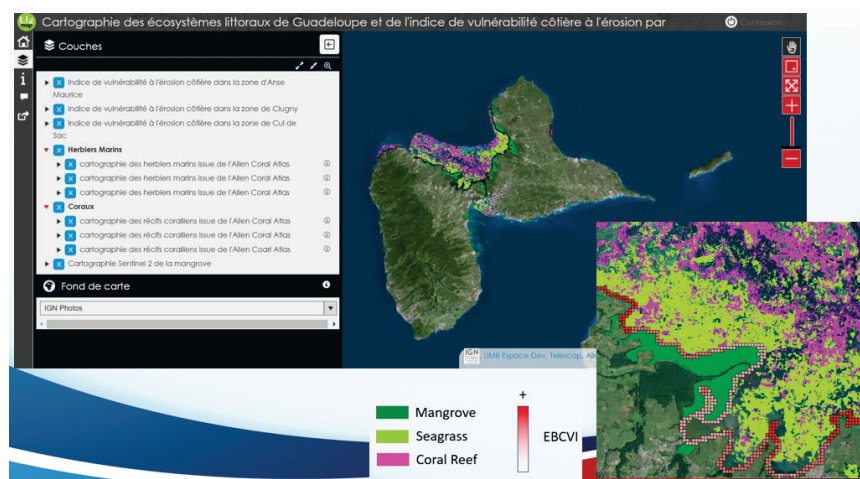 Liz
map
Cartographie des écosystèmes littoraux de Guadeloupe et de l'indice de vulnérabilité côtière à l'érosion par
Connexion
Couches
Indice de vulnérabilité à l'érosion côtière dans la zone d'Anse
Maurice
Indice de vulnérabilité à l'érosion côtière dans la zone de Clugny
Indice de vulnérabilité à l'érosion côtière dans la zone de Cul de
Sac
Herbiers Marins
cartographie des herbiers marins issue de l'Allen Coral Atlas
cartographie des herbiers marins issue de l'Allen Coral Atlas
cartographie des herbiers marins issue de l'Allen Coral Atlas
Coraux
cartographie des récifs coralliens issue de l'Allen Coral Atlas
cartographie des récifs coralliens issue de l'Allen Coral Atlas
cartographie des récifs coralliens issue de l'Allen Coarl Atlas
Cartographie Sentinel 2 de la mangrove
Fond de carte
IGN Photos
IGN
UMR Espace-Dev, Telescop, Alle
Mangrove
Seagrass
Coral Reef
+
EBCVI